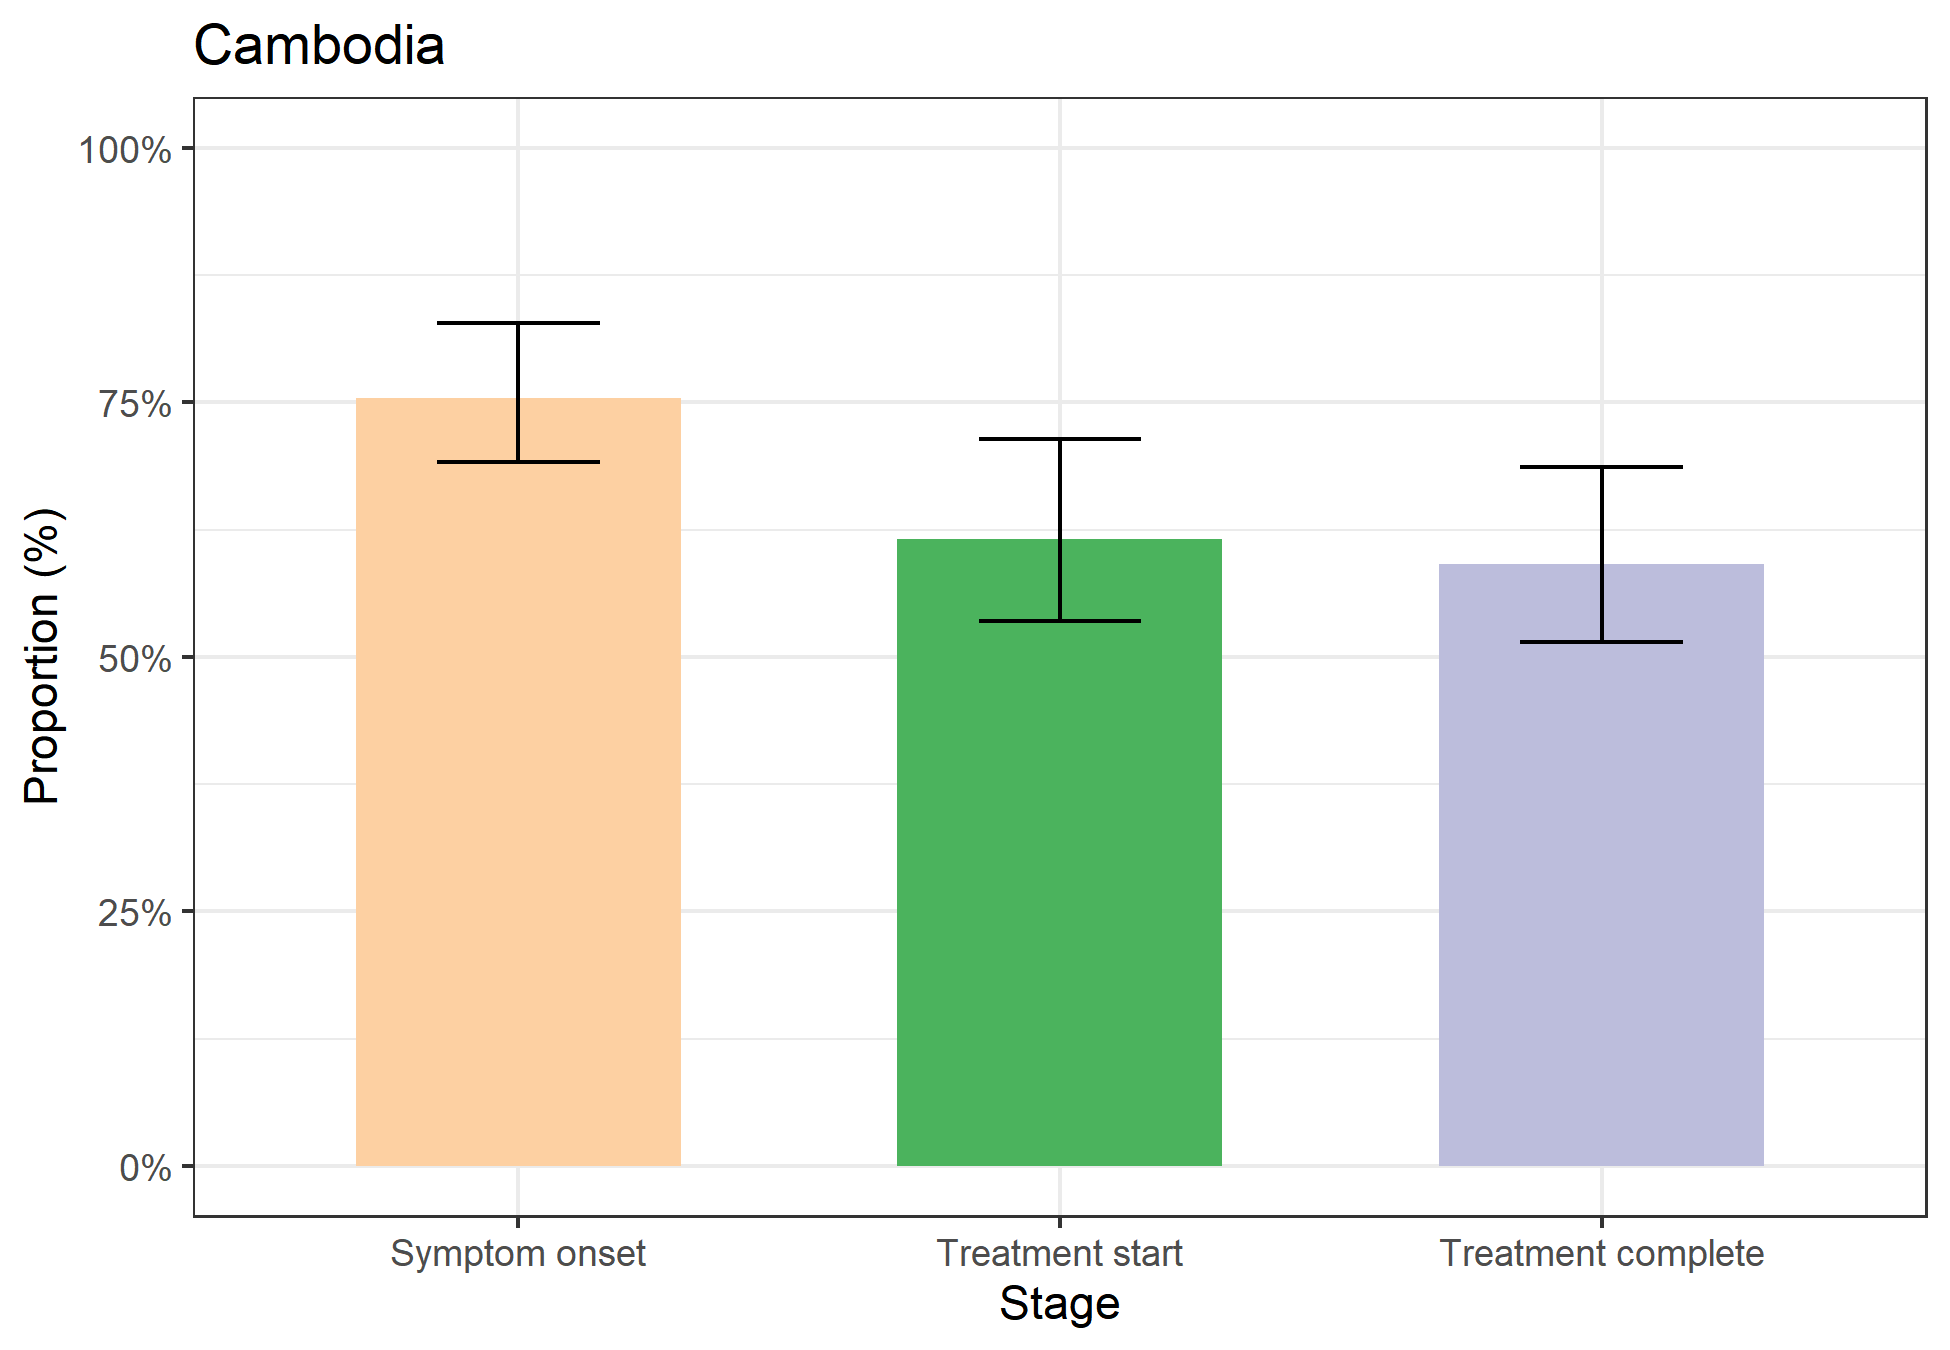 Cambodia
100%
75%
50%
25%
0%
Proportion (%)
Symptom onset
Treatment start
Treatment complete
Stage